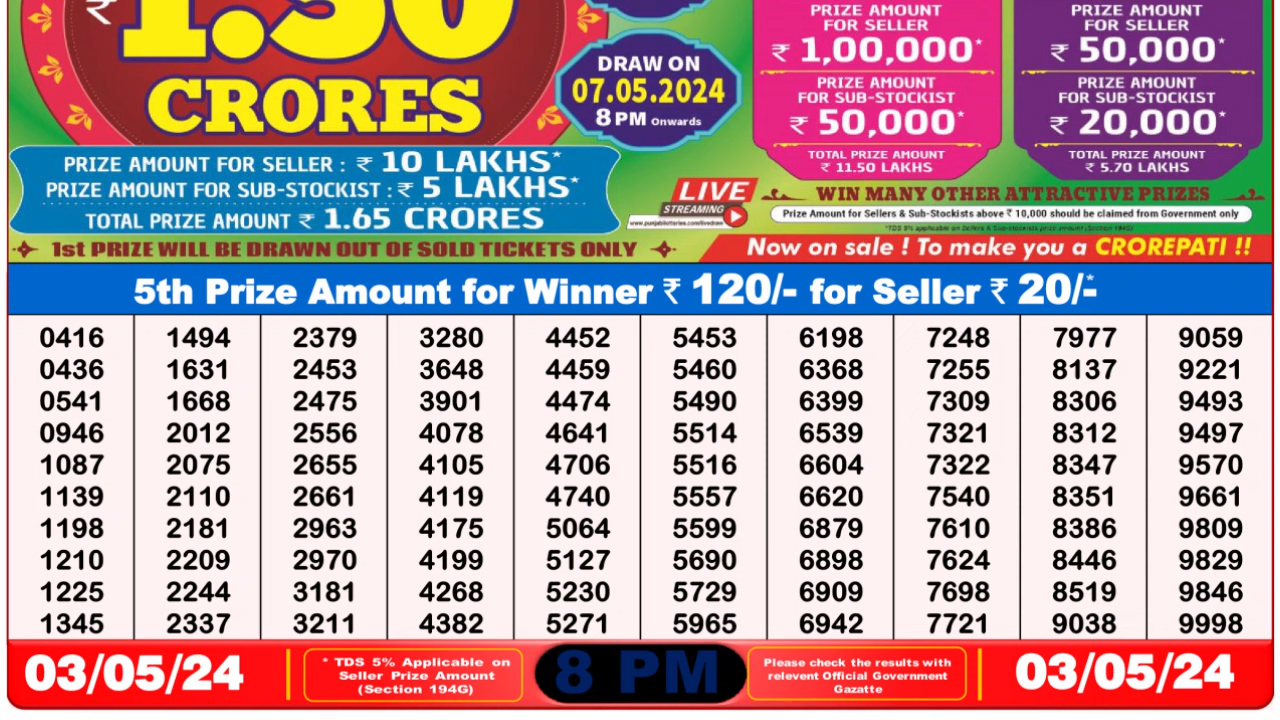 ₹ 1.50
CRORES
DRAW ON
07.05.2024
8 PM Onwards
PRIZE AMOUNT
FOR SELLER
₹ 1,00,000*
PRIZE AMOUNT
FOR SUB-STOCKIST
₹ 50,000*
TOTAL PRIZE AMOUNT
₹ 11.50 LAKHS
PRIZE AMOUNT
FOR SELLER
₹ 50,000*
PRIZE AMOUNT
FOR SUB-STOCKIST
₹ 20,000*
TOTAL PRIZE AMOUNT
₹ 5.70 LAKHS
PRIZE AMOUNT FOR SELLER : ₹ 10 LAKHS*
PRIZE AMOUNT FOR SUB-STOCKIST : ₹ 5 LAKHS*
TOTAL PRIZE AMOUNT ₹ 1.65 CRORES
LIVE
STREAMING
WIN MANY OTHER ATTRACTIVE PRIZES
Prize Amount for Sellers & Sub-Stockists above ₹ 10,000 should be claimed from Government only
1st PRIZE WILL BE DRAWN OUT OF SOLD TICKETS ONLY
Now on sale ! To make you a CROREPATI !!
5th Prize Amount for Winner ₹ 120/- for Seller ₹ 20/-*
0416 1494 2379 3280 4452 5453 6198 7248 7977 9059
0436 1631 2453 3648 4459 5460 6368 7255 8137 9221
0541 1668 2475 3901 4474 5490 6399 7309 8306 9493
0946 2012 2556 4078 4641 5514 6539 7321 8312 9497
1087 2075 2655 4105 4706 5516 6604 7322 8347 9570
1139 2110 2661 4119 4740 5557 6620 7540 8351 9661
1198 2181 2963 4175 5064 5599 6879 7610 8386 9809
1210 2209 2970 4199 5127 5690 6898 7624 8446 9829
1225 2244 3181 4268 5230 5729 6909 7698 8519 9846
1345 2337 3211 4382 5271 5965 6942 7721 9038 9998
03/05/24
* TDS 5% Applicable on
Seller Prize Amount
(Section 194G)
8 PM
Please check the results with
relevent Official Government
Gazatte
03/05/24